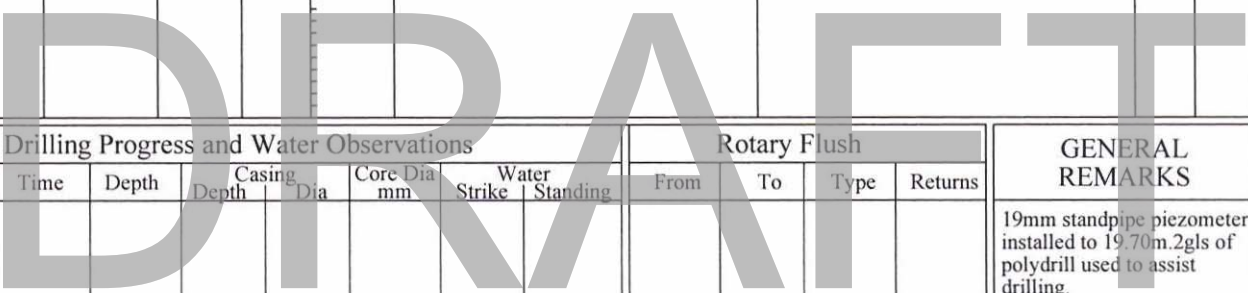 DRAFT
Drilling Progress and Water Observations
Rotary Flush
GENERAL
REMARKS
Time Depth Casing Depth Dia Core Dia mm Water Strike Standing
From To Type Returns
19mm standpipe piezometer
installed to 19.70m.2gls of
polydrill used to assist
drilling.